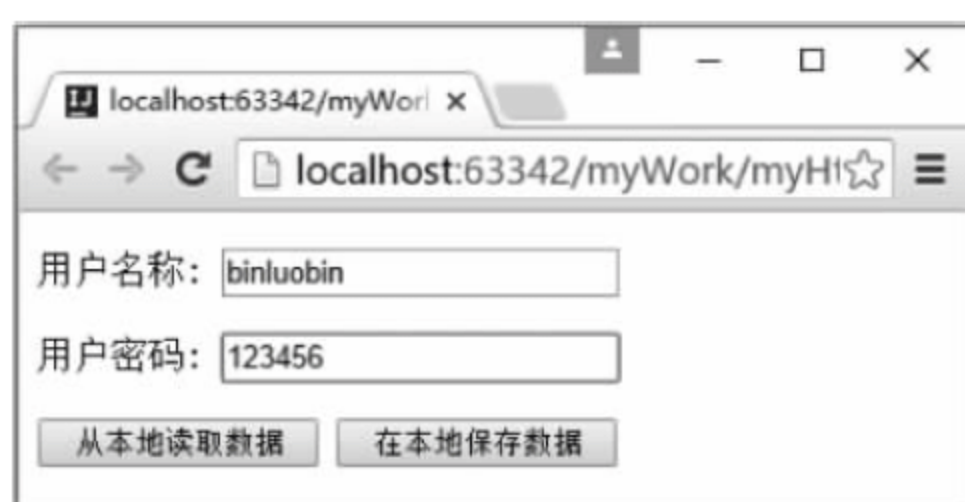 localhost:63342/myWorl
localhost:63342/myWork/myHt
用户名称: binluobin
用户密码: 123456
从本地读取数据 在本地保存数据